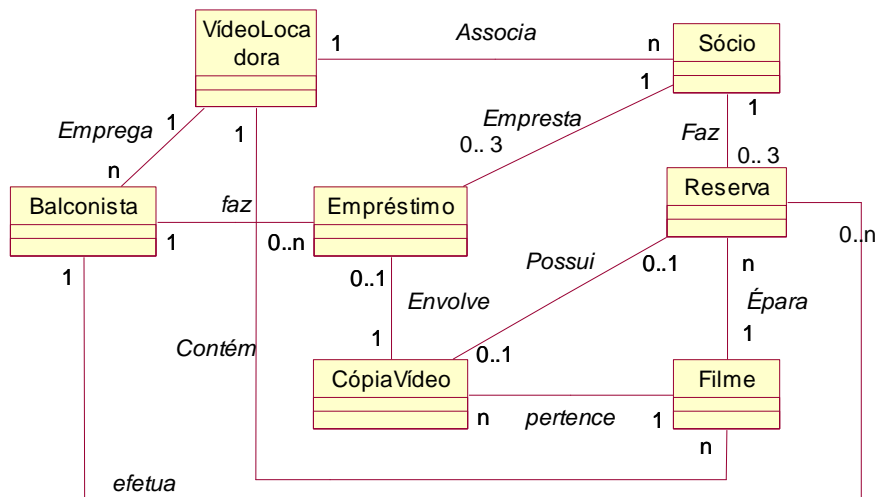 VídeoLoca
dora
1
Associa
n
Sócio
1
1
Emprega
1
n
1
Empresta
0.. 3
Faz
0.. 3
Balconista
faz
Empréstimo
Reserva
1
0..n
0..n
1
0..1
Possui
0..1
n
Envolve
Épara
Contém
1
0..1
1
CópiaVídeo
Filme
n
pertence
1
n
efetua